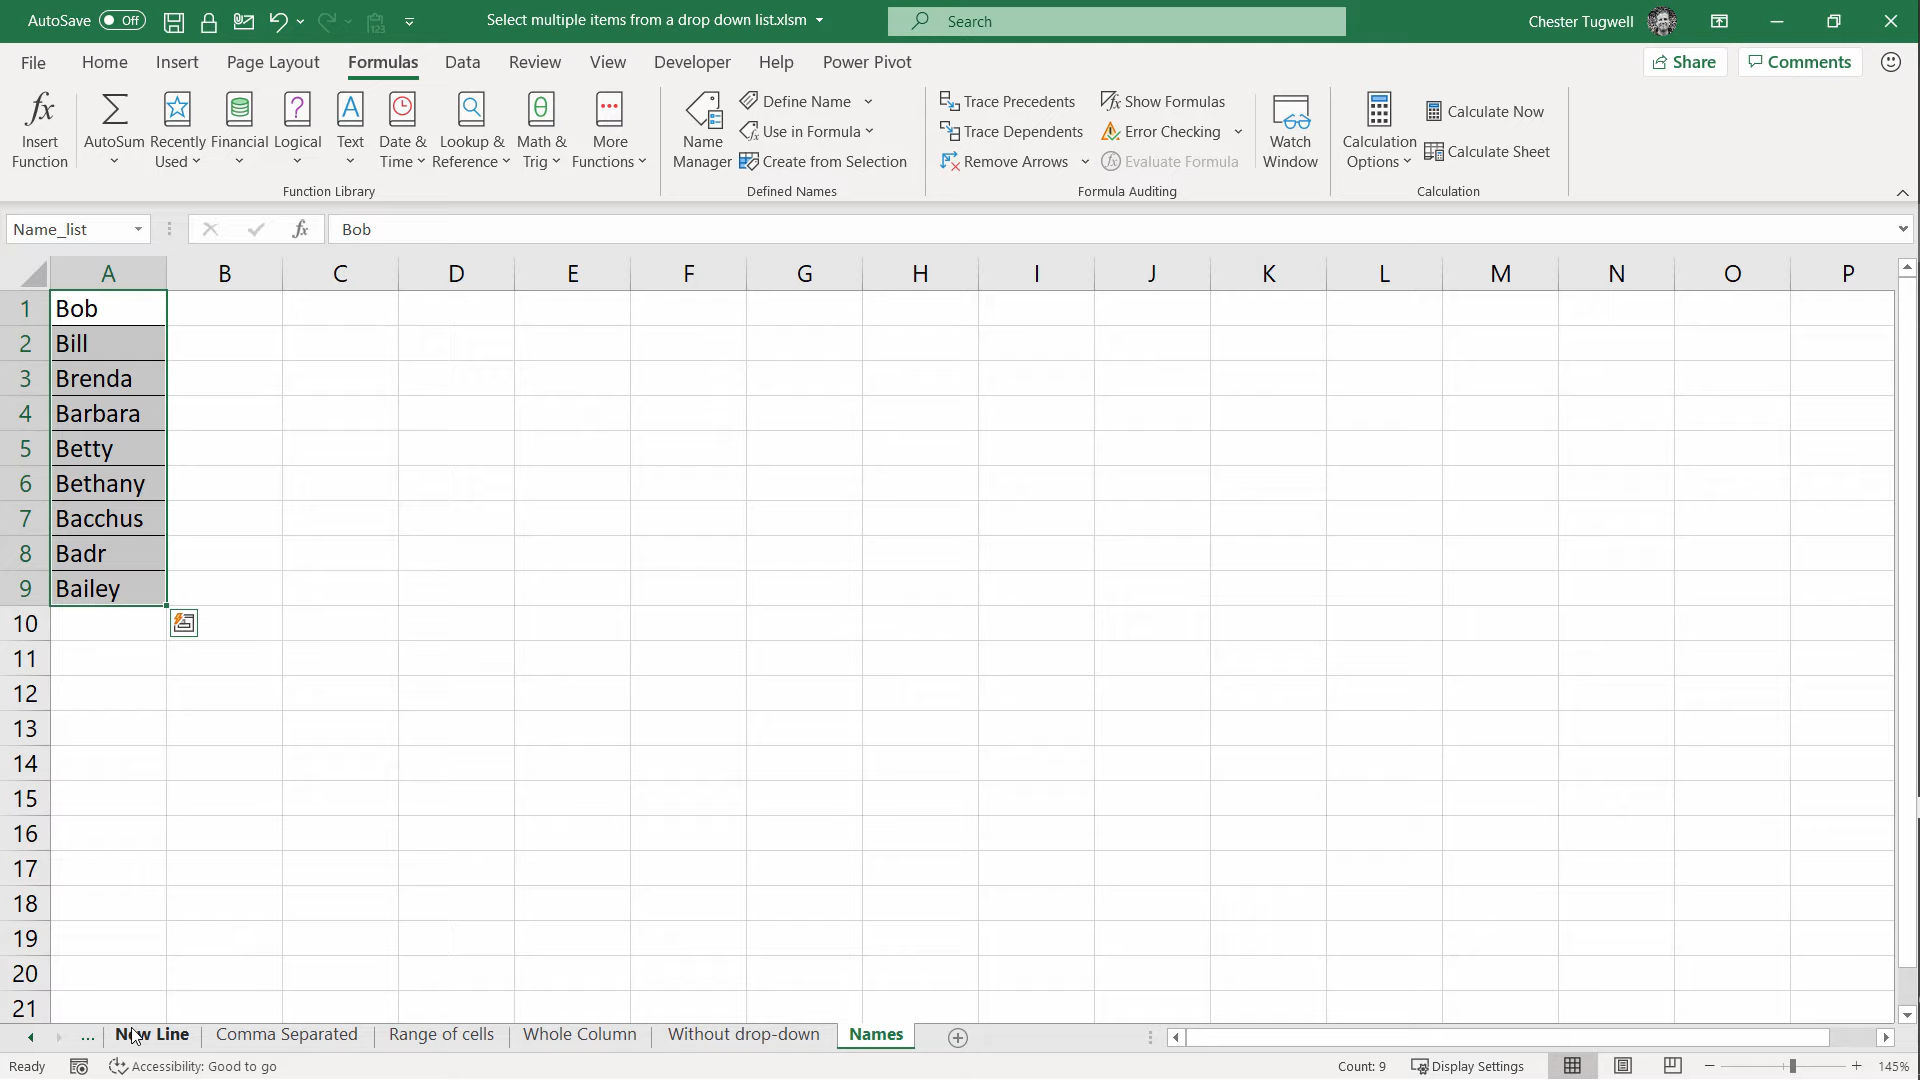 AutoSave Off Select multiple items from a drop down list.xlsm Search Chester Tugwell
File Home Insert Page Layout Formulas Data Review View Developer Help Power Pivot Share Comments
Insert Function
AutoSum
Recently Used
Financial
Logical
Text
Date & Time
Lookup & Reference
Math & Trig
More Functions
Function Library
Name Manager
Define Name
Use in Formula
Create from Selection
Defined Names
Trace Precedents
Trace Dependents
Remove Arrows
Show Formulas
Error Checking
Evaluate Formula
Formula Auditing
Watch Window
Calculation Options
Calculate Now
Calculate Sheet
Calculation
Name_list fx Bob
A B C D E F G H I J K L M N O P
1 Bob
2 Bill
3 Brenda
4 Barbara
5 Betty
6 Bethany
7 Bacchus
8 Badr
9 Bailey
10
11
12
13
14
15
16
17
18
19
20
21
... New Line Comma Separated Range of cells Whole Column Without drop-down Names
Ready Accessibility: Good to go Count: 9 Display Settings 145%